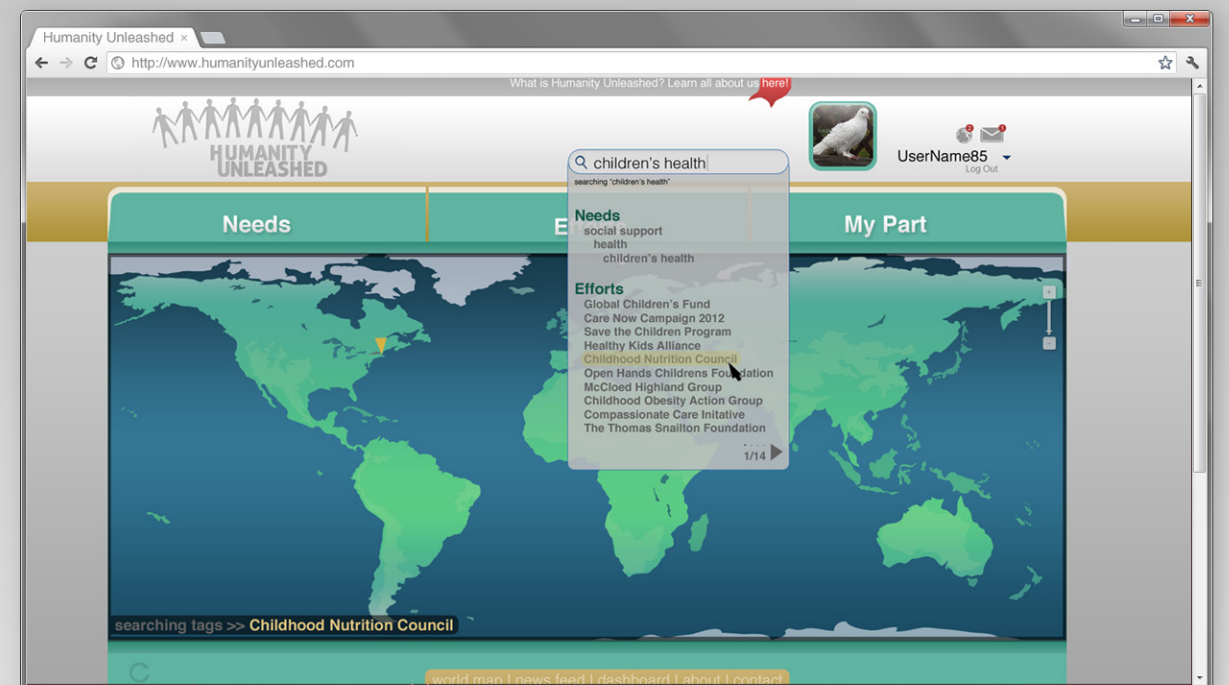 Humanity Unleashed ×
http://www.humanityunleashed.com
What is Humanity Unleashed? Learn all about us here!
HUMANITY
UNLEASHED
2
1
UserName85
Log Out
children's health
searching "children's health"
Needs
E
My Part
Needs
social support
health
children's health
Efforts
Global Children's Fund
Care Now Campaign 2012
Save the Children Program
Healthy Kids Alliance
Childhood Nutrition Council
Open Hands Childrens Foundation
McCloed Highland Group
Childhood Obesity Action Group
Compassionate Care Initative
The Thomas Snailton Foundation
1/14
searching tags >> Childhood Nutrition Council
world map | news feed | dashboard | about | contact